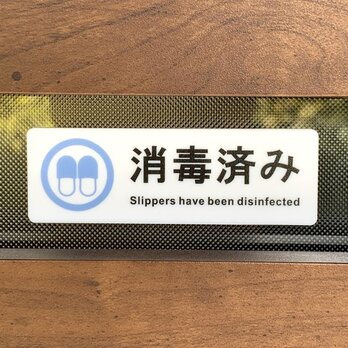 消毒済み
Slippers have been disinfected